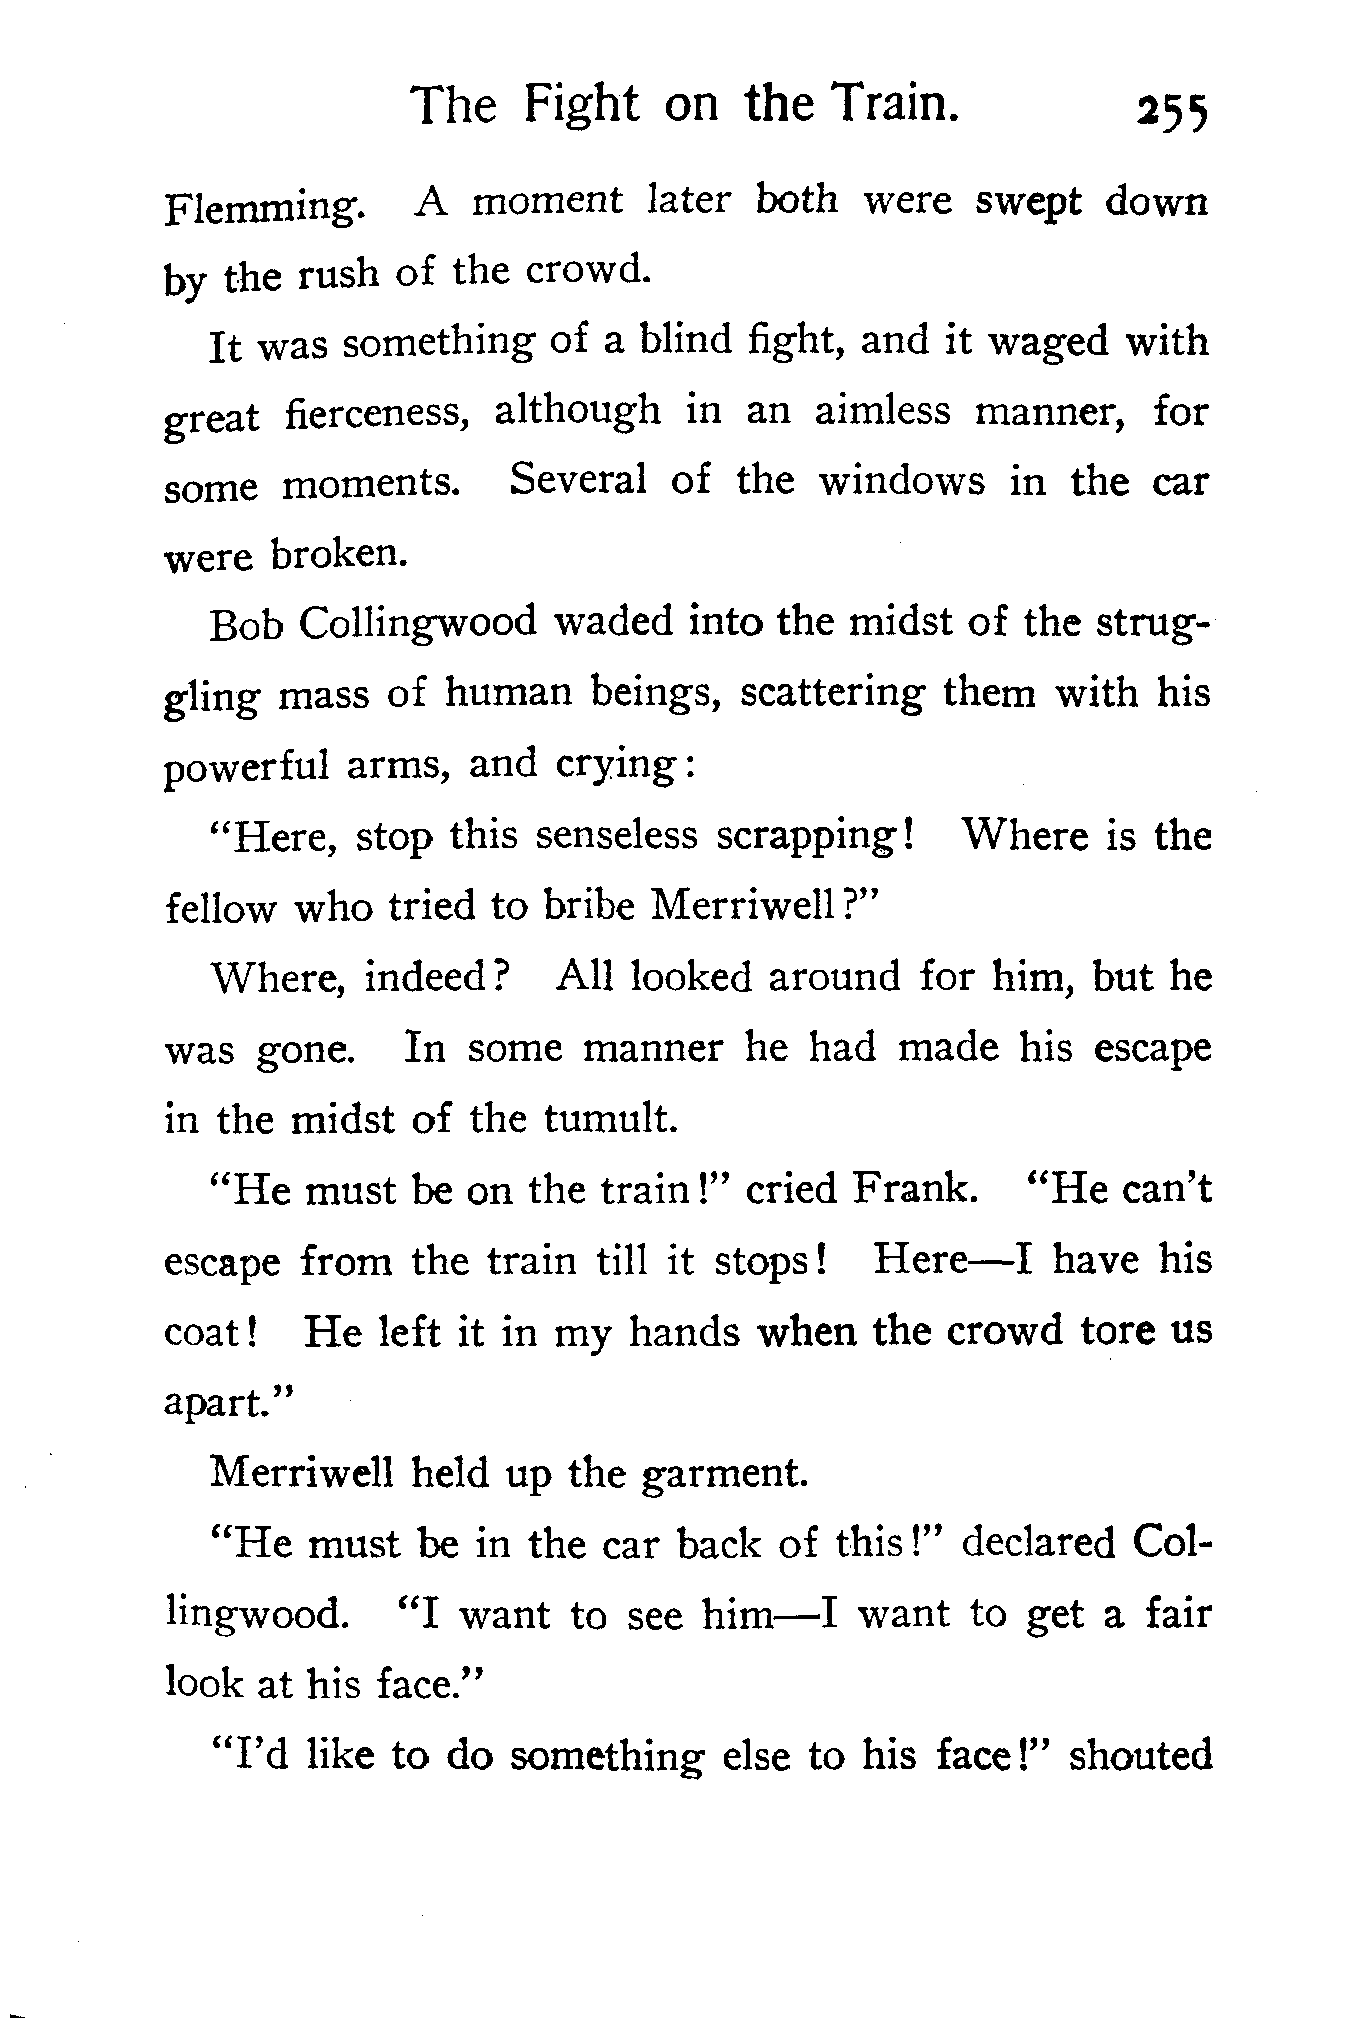 The Fight on the Train. 255
Flemming. A moment later both were swept down
by the rush of the crowd.
It was something of a blind fight, and it waged with
great fierceness, although in an aimless manner, for
some moments. Several of the windows in the car
were broken.
Bob Collingwood waded into the midst of the strug-
gling mass of human beings, scattering them with his
powerful arms, and crying:
“Here, stop this senseless scrapping! Where is the
fellow who tried to bribe Merriwell?”
Where, indeed? All looked around for him, but he
was gone. In some manner he had made his escape
in the midst of the tumult.
“He must be on the train!” cried Frank. “He can’t
escape from the train till it stops! Here—I have his
coat! He left it in my hands when the crowd tore us
apart.”
Merriwell held up the garment.
“He must be in the car back of this!” declared Col-
lingwood. “I want to see him—I want to get a fair
look at his face.”
“I’d like to do something else to his face!” shouted